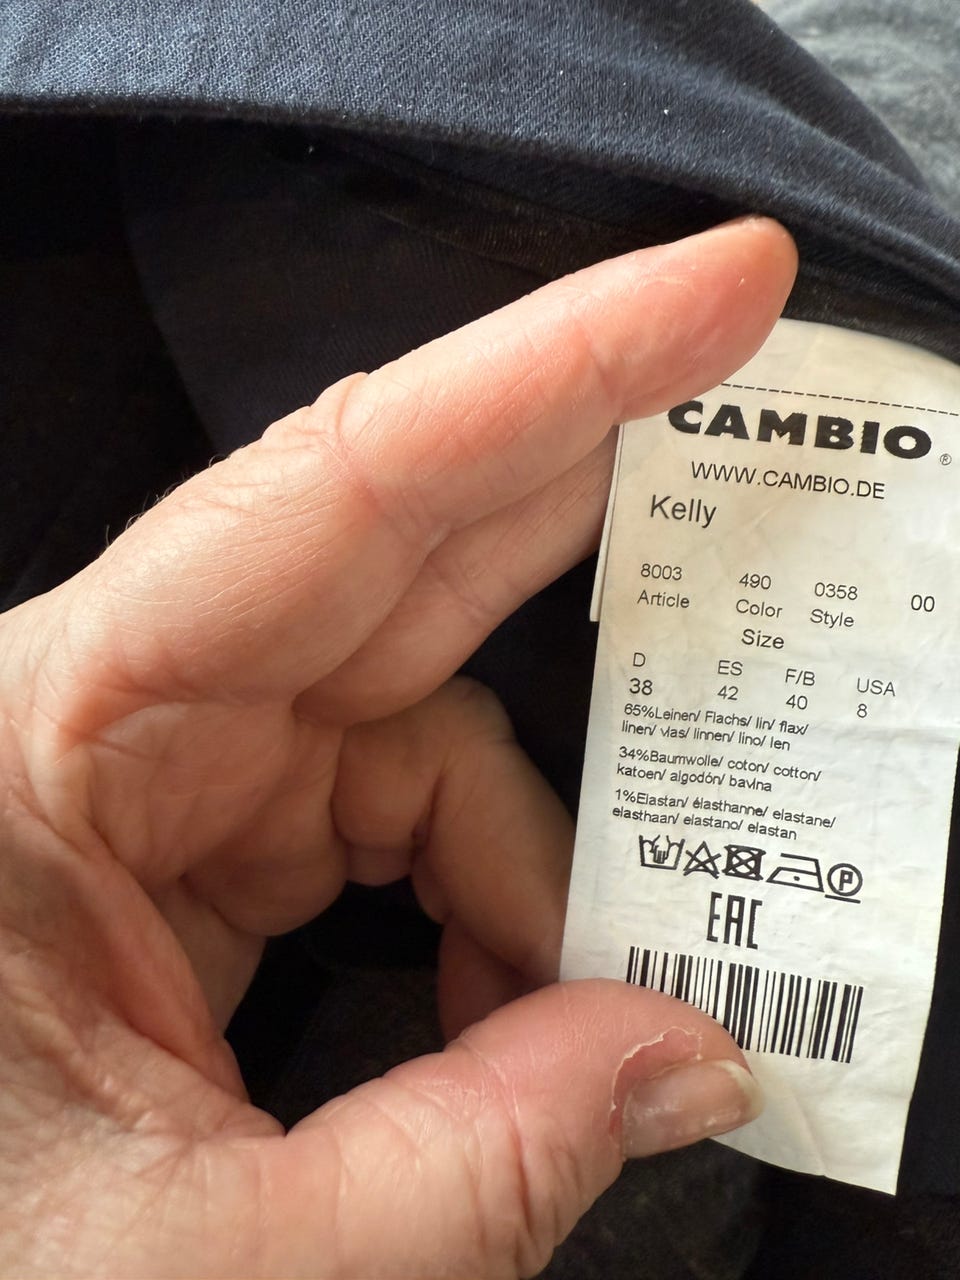 CAMBIO®
WWW.CAMBIO.DE
Kelly
8003 490 0358 00
Article Color Style
Size
D ES F/B USA
38 42 40 8
65%Leinen/ Flachs/ lin/ flax/
linen/ vlas/ linnen/ lino/ len
34%Baumwolle/ coton/ cotton/
katoen/ algodón/ bavlna
1%Elastan/ élasthanne/ elastane/
elasthaan/ elastano/ elastan
P
EAC